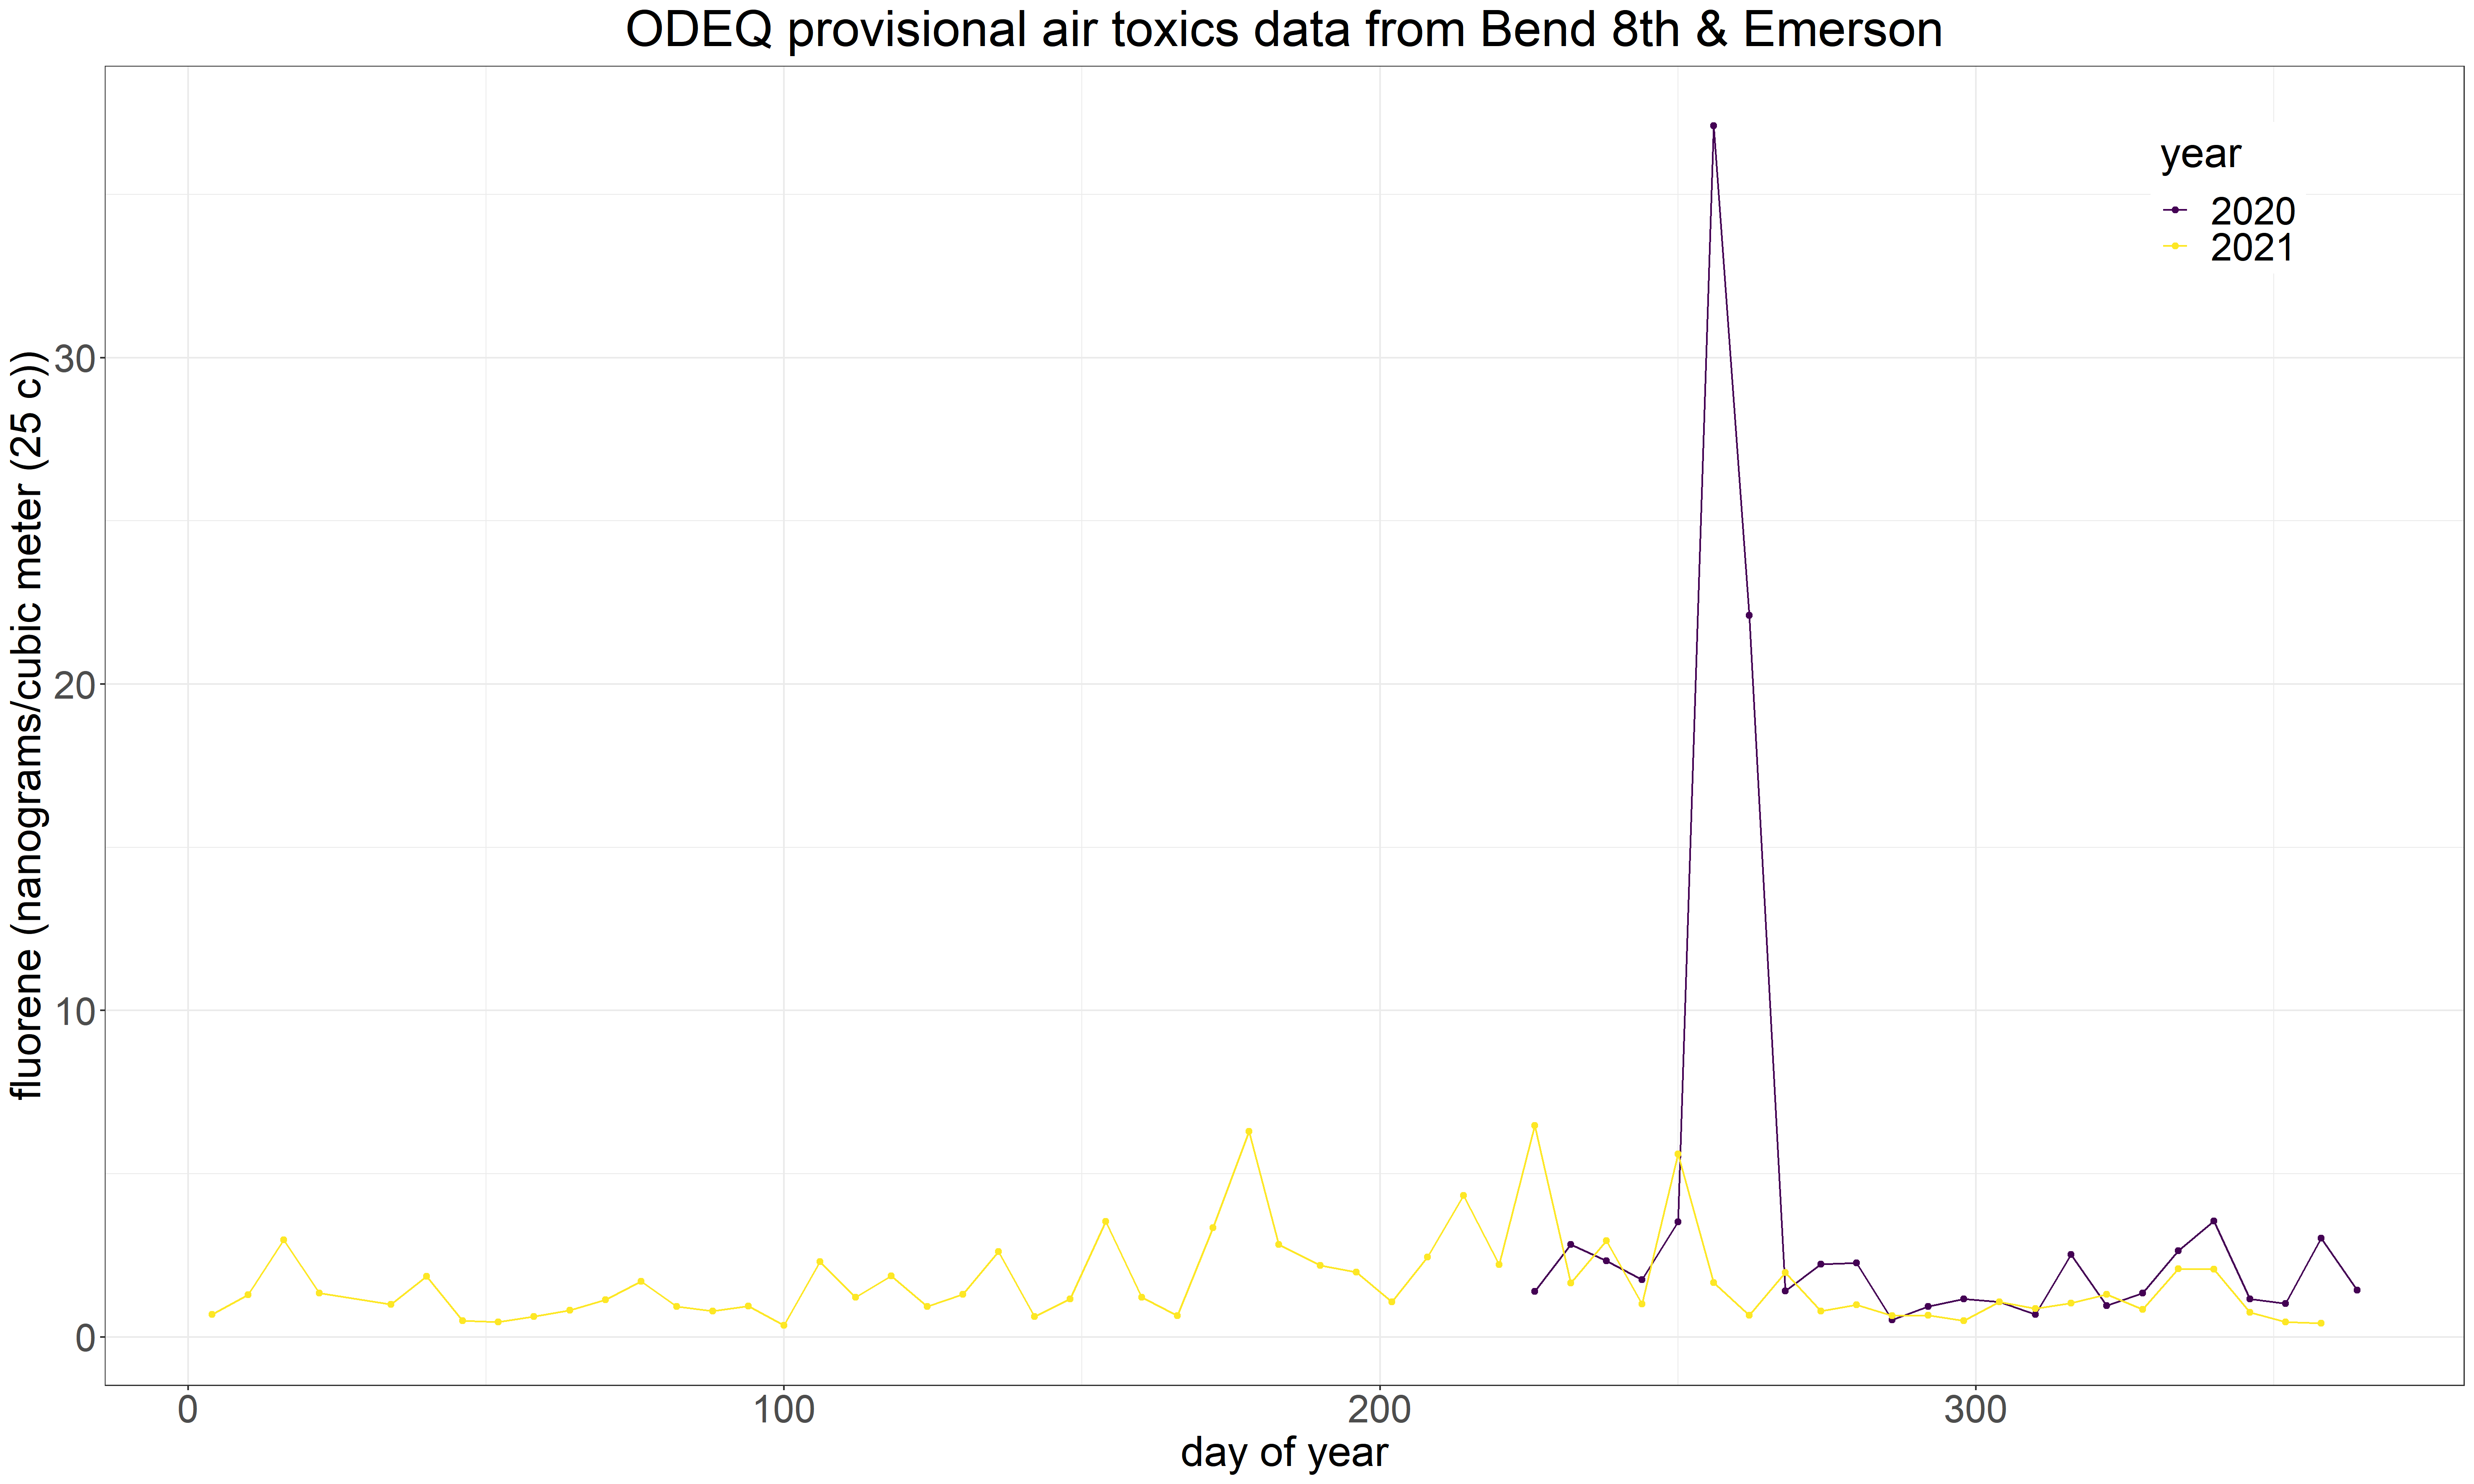 ODEQ provisional air toxics data from Bend 8th & Emerson
year
2020
2021
fluorene (nanograms/cubic meter (25 c))
30
20
10
0
0 100 200 300
day of year